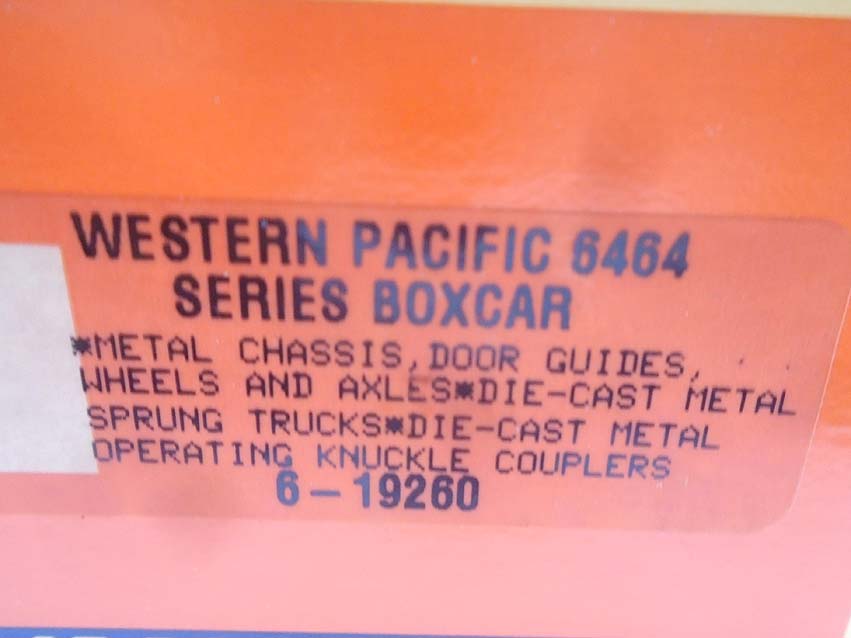 WESTERN PACIFIC 6464
SERIES BOXCAR
*METAL CHASSIS, DOOR GUIDES,
WHEELS AND AXLES*DIE-CAST METAL
SPRUNG TRUCKS*DIE-CAST METAL
OPERATING KNUCKLE COUPLERS
6-19260